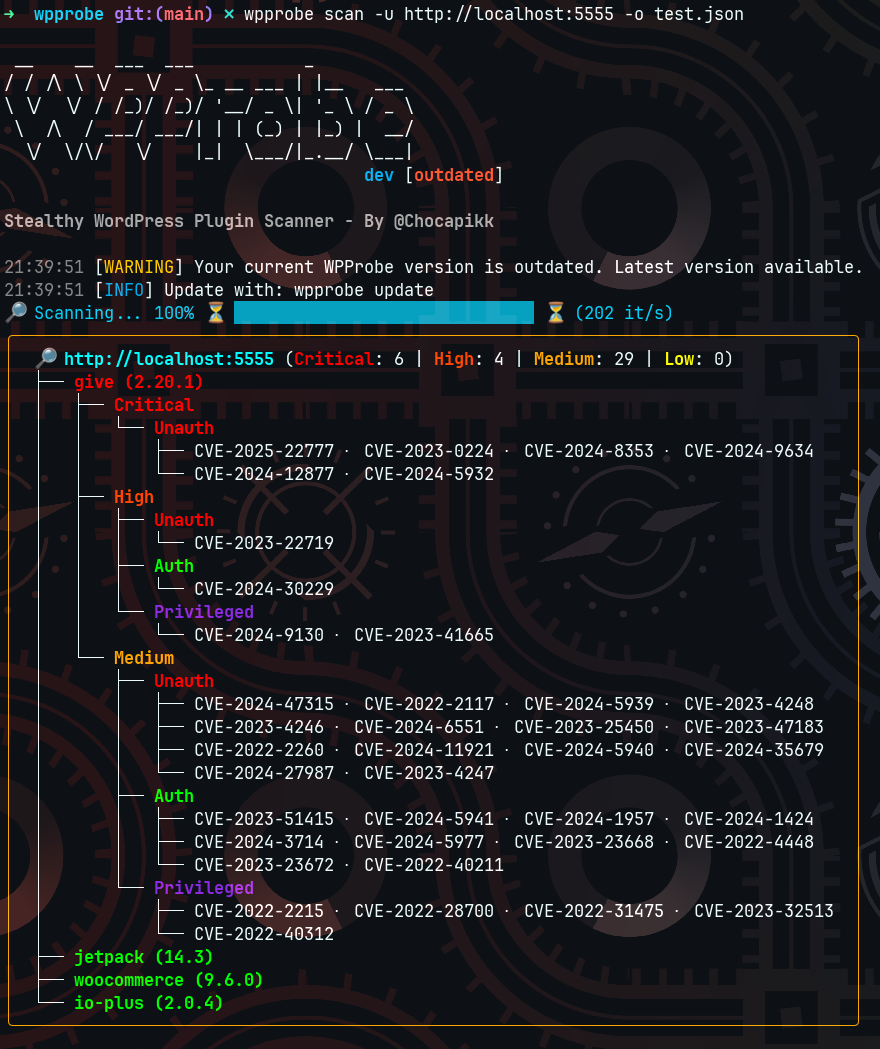 → wpprobe git:(main) × wpprobe scan -u http://localhost:5555 -o test.json
WPProbe
dev [outdated]
Stealthy WordPress Plugin Scanner - By @Chocapikk
21:39:51 [WARNING] Your current WPProbe version is outdated. Latest version available.
21:39:51 [INFO] Update with: wpprobe update
🔎 Scanning... 100% ⏳ ⏳ (202 it/s)
🔎 http://localhost:5555 (Critical: 6 | High: 4 | Medium: 29 | Low: 0)
give (2.20.1)
Critical
Unauth
CVE-2025-22777 · CVE-2023-0224 · CVE-2024-8353 · CVE-2024-9634
CVE-2024-12877 · CVE-2024-5932
High
Unauth
CVE-2023-22719
Auth
CVE-2024-30229
Privileged
CVE-2024-9130 · CVE-2023-41665
Medium
Unauth
CVE-2024-47315 · CVE-2022-2117 · CVE-2024-5939 · CVE-2023-4248
CVE-2023-4246 · CVE-2024-6551 · CVE-2023-25450 · CVE-2023-47183
CVE-2022-2260 · CVE-2024-11921 · CVE-2024-5940 · CVE-2024-35679
CVE-2024-27987 · CVE-2023-4247
Auth
CVE-2023-51415 · CVE-2024-5941 · CVE-2024-1957 · CVE-2024-1424
CVE-2024-3714 · CVE-2024-5977 · CVE-2023-23668 · CVE-2022-4448
CVE-2023-23672 · CVE-2022-40211
Privileged
CVE-2022-2215 · CVE-2022-28700 · CVE-2022-31475 · CVE-2023-32513
CVE-2022-40312
jetpack (14.3)
woocommerce (9.6.0)
io-plus (2.0.4)